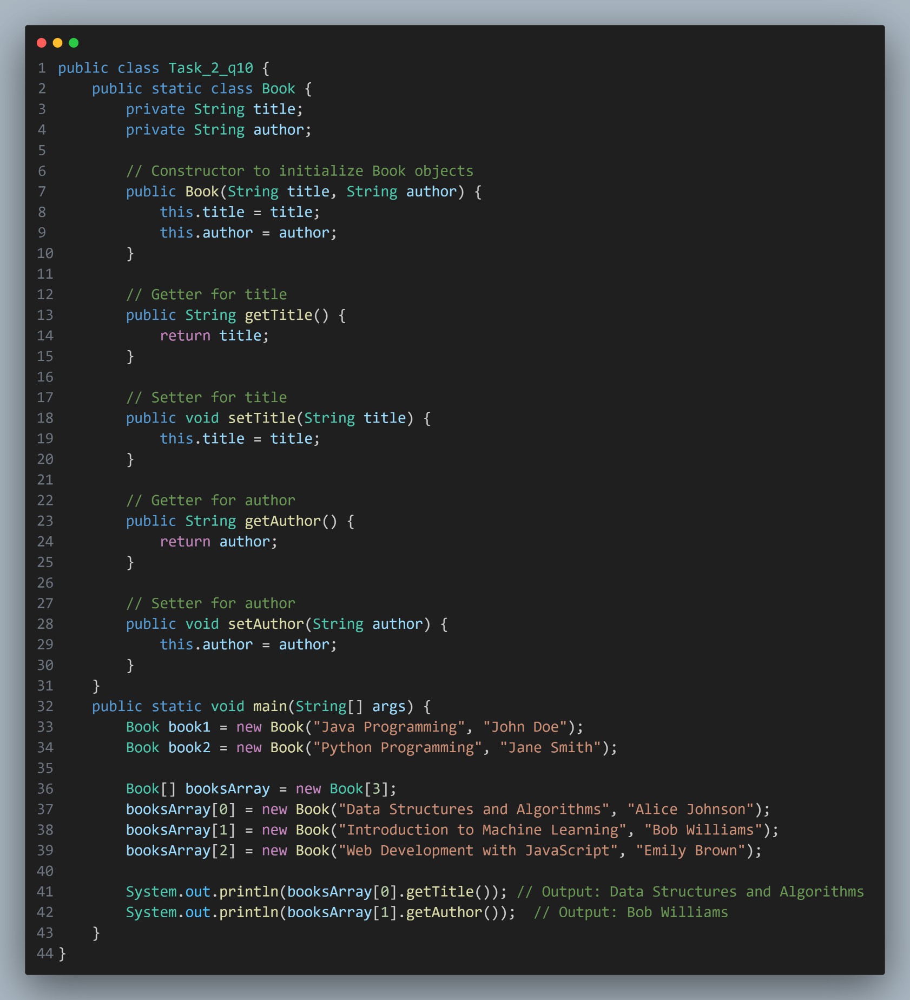 1 public class Task_2_q10 {
2     public static class Book {
3         private String title;
4         private String author;
5
6         // Constructor to initialize Book objects
7         public Book(String title, String author) {
8             this.title = title;
9             this.author = author;
10         }
11
12         // Getter for title
13         public String getTitle() {
14             return title;
15         }
16
17         // Setter for title
18         public void setTitle(String title) {
19             this.title = title;
20         }
21
22         // Getter for author
23         public String getAuthor() {
24             return author;
25         }
26
27         // Setter for author
28         public void setAuthor(String author) {
29             this.author = author;
30         }
31     }
32     public static void main(String[] args) {
33         Book book1 = new Book("Java Programming", "John Doe");
34         Book book2 = new Book("Python Programming", "Jane Smith");
35
36         Book[] booksArray = new Book[3];
37         booksArray[0] = new Book("Data Structures and Algorithms", "Alice Johnson");
38         booksArray[1] = new Book("Introduction to Machine Learning", "Bob Williams");
39         booksArray[2] = new Book("Web Development with JavaScript", "Emily Brown");
40
41         System.out.println(booksArray[0].getTitle()); // Output: Data Structures and Algorithms
42         System.out.println(booksArray[1].getAuthor());  // Output: Bob Williams
43     }
44 }